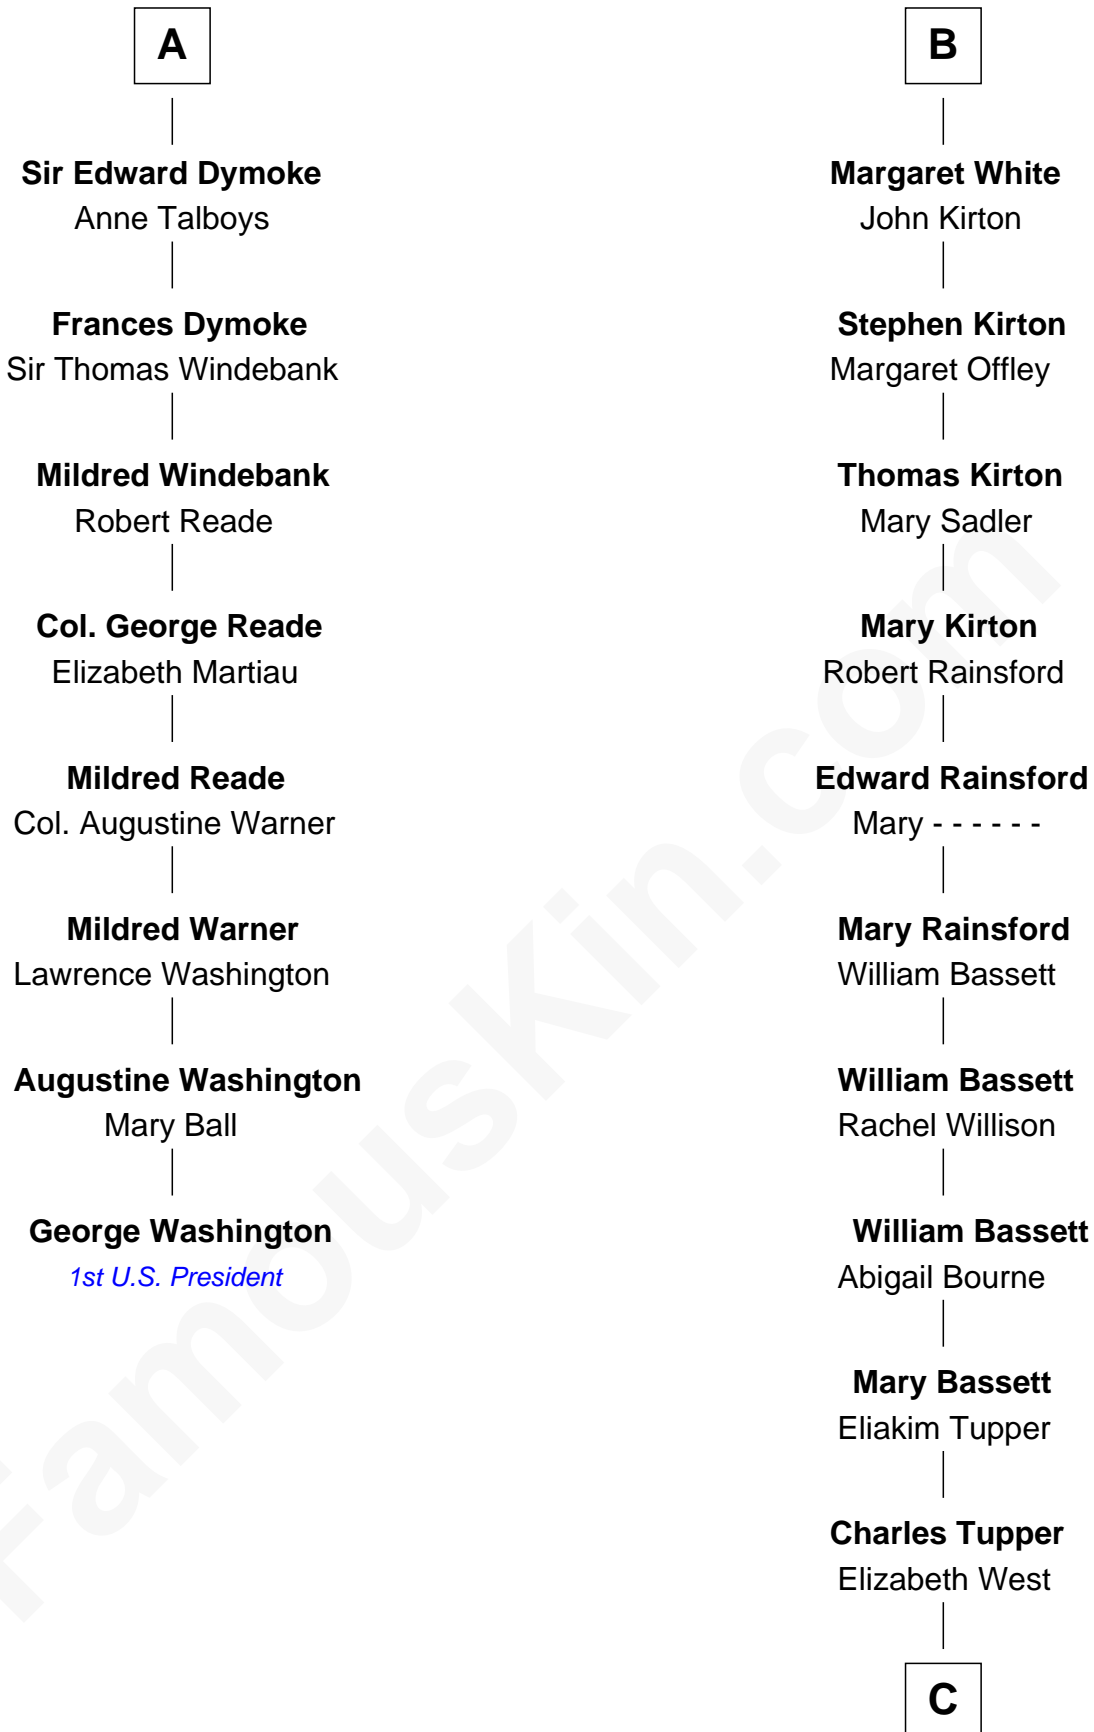 A
Sir Edward Dymoke
Anne Talboys
Frances Dymoke
Sir Thomas Windebank
Mildred Windebank
Robert Reade
Col. George Reade
Elizabeth Martiau
Mildred Reade
Col. Augustine Warner
Mildred Warner
Lawrence Washington
Augustine Washington
Mary Ball
George Washington
1st U.S. President
B
Margaret White
John Kirton
Stephen Kirton
Margaret Offley
Thomas Kirton
Mary Sadler
Mary Kirton
Robert Rainsford
Edward Rainsford
Mary - - - - - -
Mary Rainsford
William Bassett
William Bassett
Rachel Willison
William Bassett
Abigail Bourne
Mary Bassett
Eliakim Tupper
Charles Tupper
Elizabeth West
C
FamousKin.com